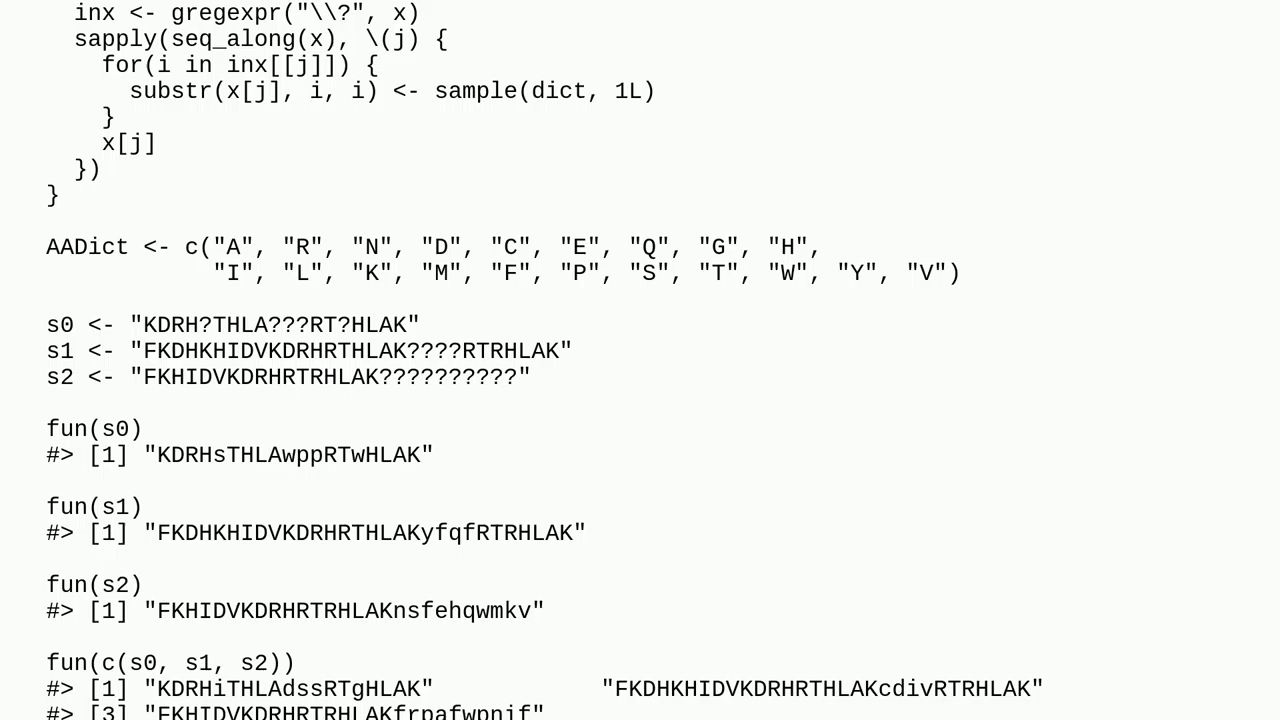 inx <- gregexpr("\\?", x)
sapply(seq_along(x), \(j) {
for(i in inx[[j]]) {
substr(x[j], i, i) <- sample(dict, 1L)
}
x[j]
})
}
AADict <- c("A", "R", "N", "D", "C", "E", "Q", "G", "H",
"I", "L", "K", "M", "F", "P", "S", "T", "W", "Y", "V")
s0 <- "KDRH?THLA???RT?HLAK"
s1 <- "FKDHKHIDVKDRHRTHLAK????RTRHLAK"
s2 <- "FKHIDVKDRHRTRHLAK??????????"
fun(s0)
#> [1] "KDRHsTHLAwppRTwHLAK"
fun(s1)
#> [1] "FKDHKHIDVKDRHRTHLAKyfqfRTRHLAK"
fun(s2)
#> [1] "FKHIDVKDRHRTRHLAKnsfehqwmkv"
fun(c(s0, s1, s2))
#> [1] "KDRHiTHLAdssRTgHLAK" "FKDHKHIDVKDRHRTHLAKcdivRTRHLAK"
#> [3] "FKHIDVKDRHRTRHLAKfrpafwpnif"